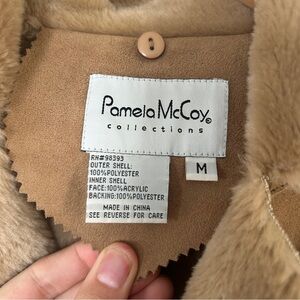 Pamela McCoy®
collections
M
RN#98393
OUTER SHELL:
100%POLYESTER
INNER SHELL
FACE:100%ACRYLIC
BACKING:100%POLYESTER
MADE IN CHINA
SEE REVERSE FOR CARE